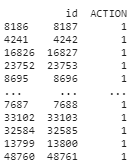 id ACTION
8186 8187 1
4241 4242 1
16826 16827 1
23752 23753 1
8695 8696 1
... ... ...
7687 7688 1
33102 33103 1
32584 32585 1
13799 13800 1
48760 48761 1